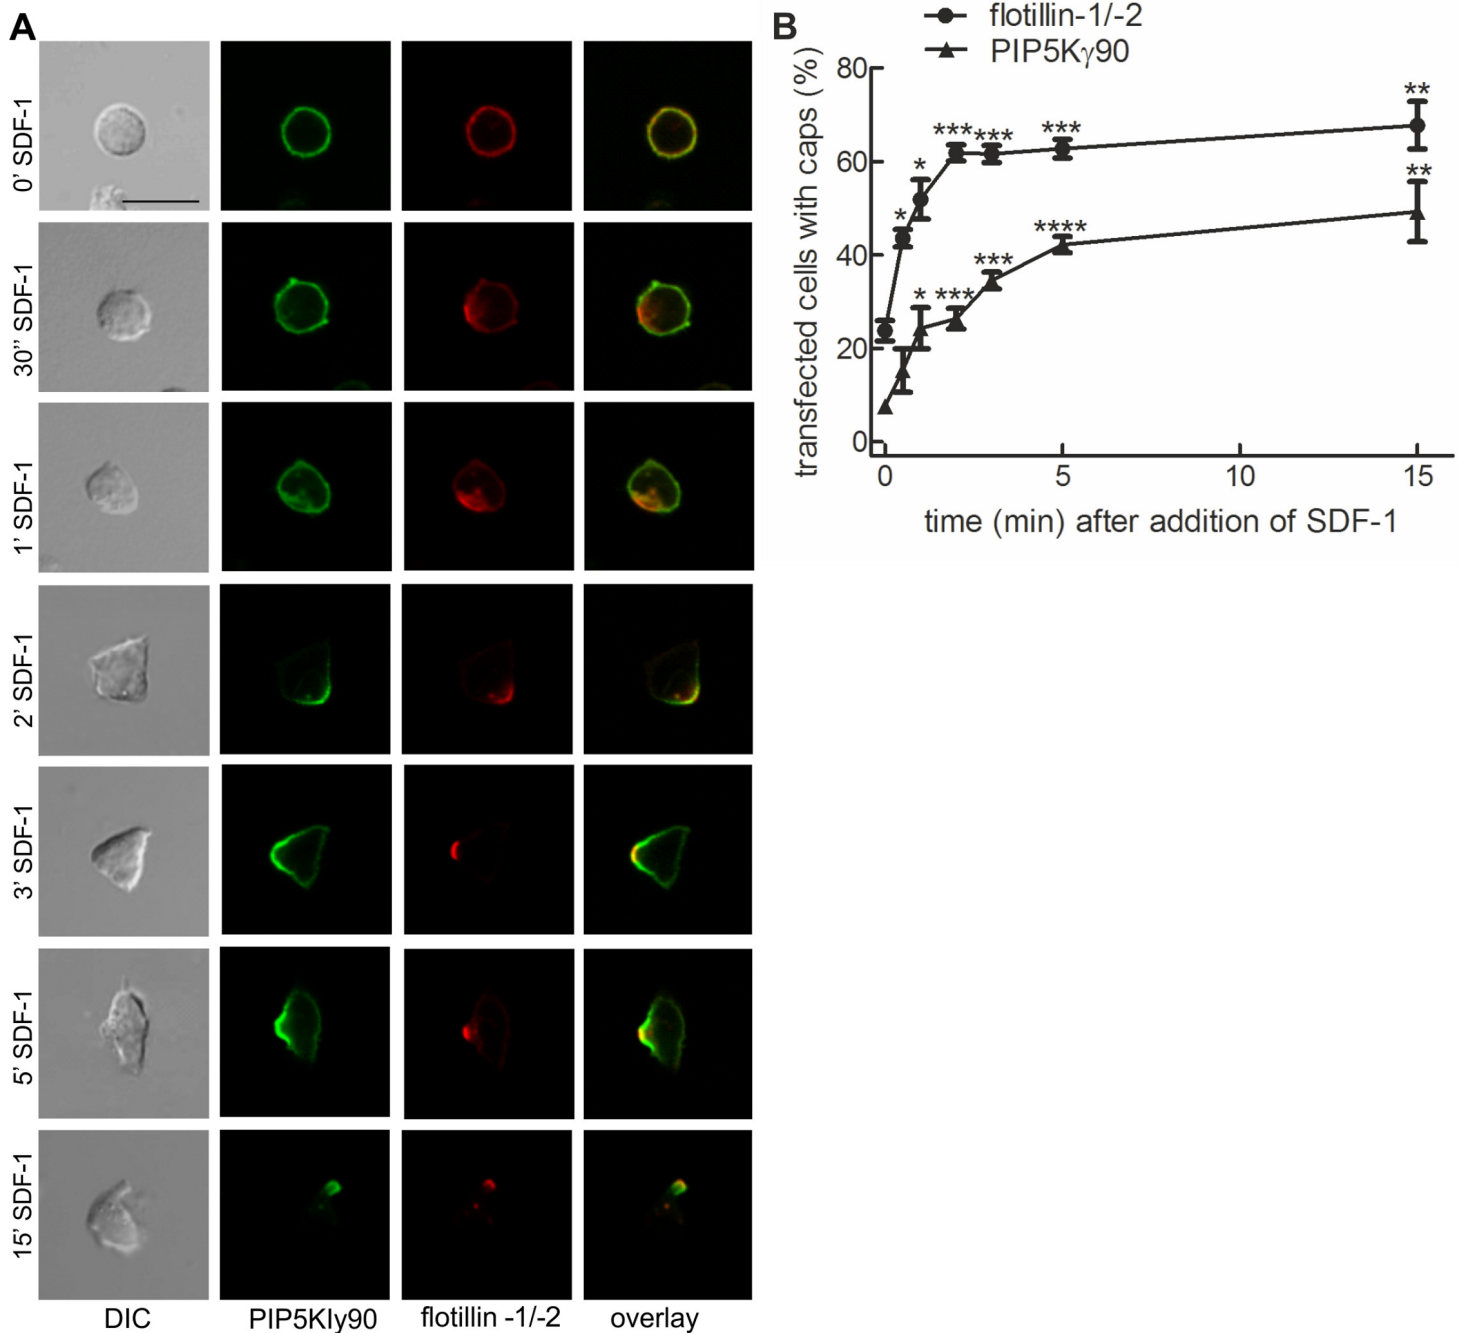 A
0’ SDF-1
30’’ SDF-1
1’ SDF-1
2’ SDF-1
3’ SDF-1
5’ SDF-1
15’ SDF-1
DIC
PIP5KIy90
flotillin -1/-2
overlay
B
flotillin-1/-2
PIP5Kγ90
transfected cells with caps (%)
80
60
40
20
0
* * *** *** *** **
* *** *** **** **
0 5 10 15
time (min) after addition of SDF-1